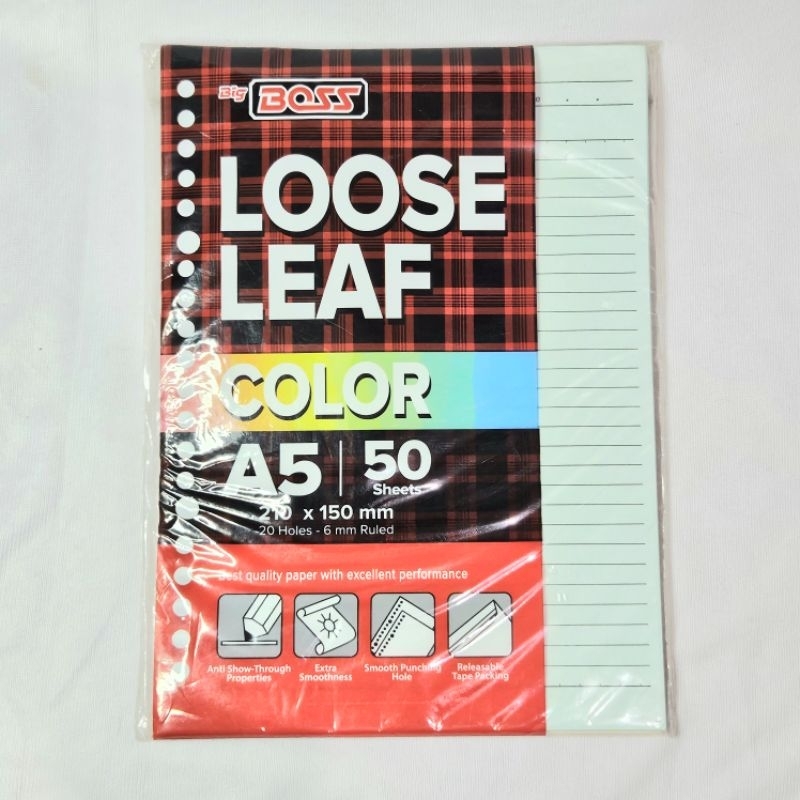 Big BOSS
LOOSE
LEAF
COLOR
A5 | 50
Sheets
210 x 150 mm
20 Holes - 6 mm Ruled
Best quality paper with excellent performance
Anti Show-Through
Properties
Extra
Smoothness
Smooth Punching
Hole
Releasable
Tape Packing